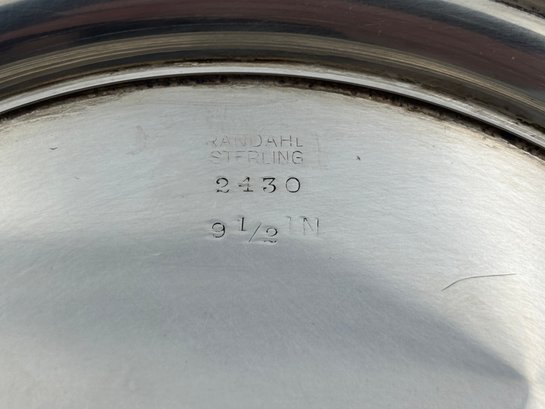 RANDAHL
STERLING
2430
9 1/2 IN